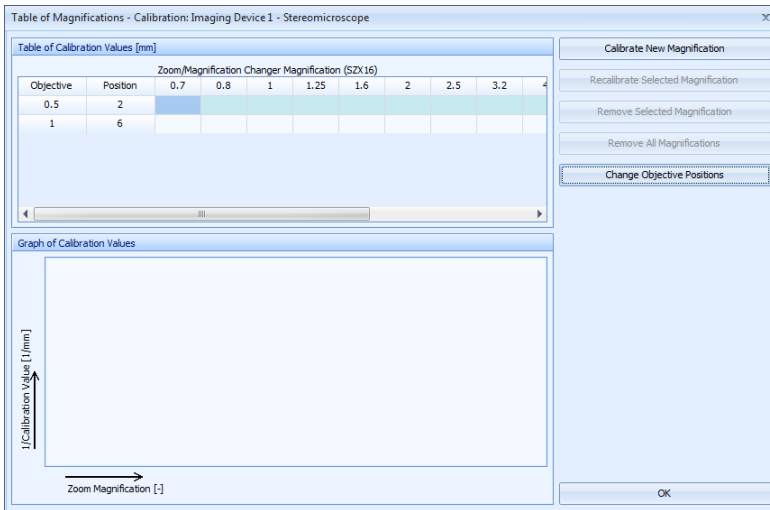 Table of Magnifications - Calibration: Imaging Device 1 - Stereomicroscope
Table of Calibration Values [mm]
Zoom/Magnification Changer Magnification (SZX16)
Objective Position 0.7 0.8 1 1.25 1.6 2 2.5 3.2 4
0.5 2
1 6
Calibrate New Magnification
Recalibrate Selected Magnification
Remove Selected Magnification
Remove All Magnifications
Change Objective Positions
Graph of Calibration Values
1/Calibration Value [1/mm]
Zoom Magnification [-]
OK